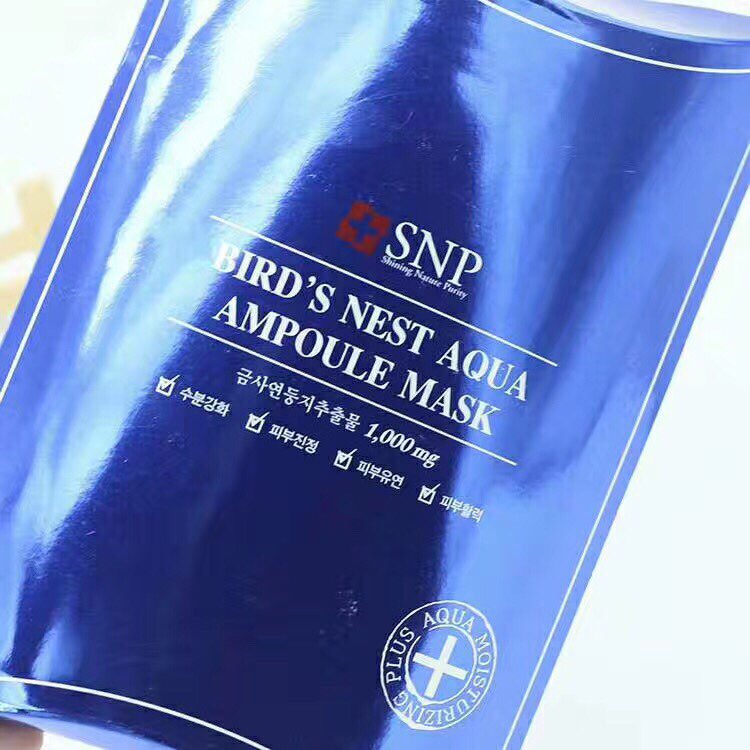 SNP
Shining Nature Purity
BIRD'S NEST AQUA
AMPOULE MASK
금사연둥지추출물 1,000mg
수분강화 피부진정 피부유연 피부활력
PLUS AQUA MOISTURIZING